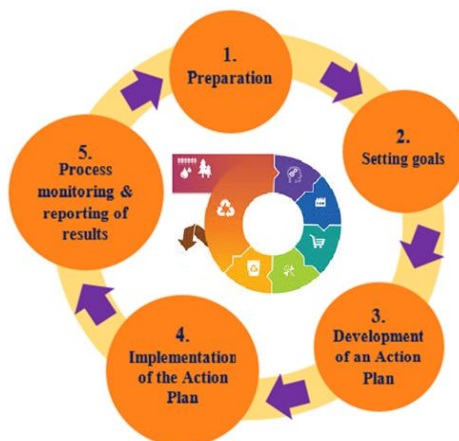 1.
Preparation
2.
Setting goals
3.
Development
of an Action
Plan
4.
Implementation
of the Action
Plan
5.
Process
monitoring &
reporting of
results